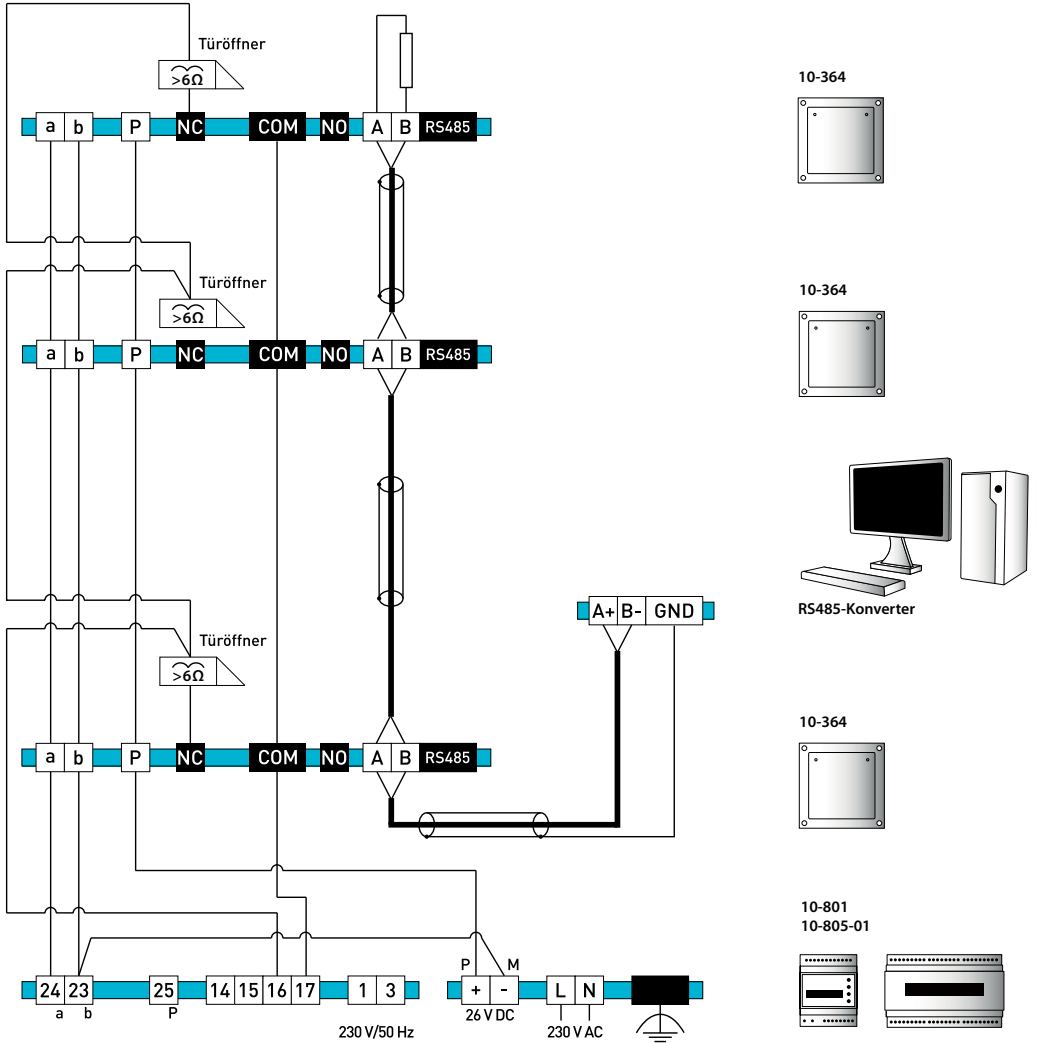 Türöffner
>6Ω
10-364
a b P NC COM NO A B RS485
Türöffner
>6Ω
10-364
a b P NC COM NO A B RS485
RS485-Konverter
A+ B- GND
Türöffner
>6Ω
10-364
a b P NC COM NO A B RS485
10-801
10-805-01
P M
24 23 25 14 15 16 17 1 3 + - L N
a b P 26 V DC
230 V/50 Hz 230 V AC